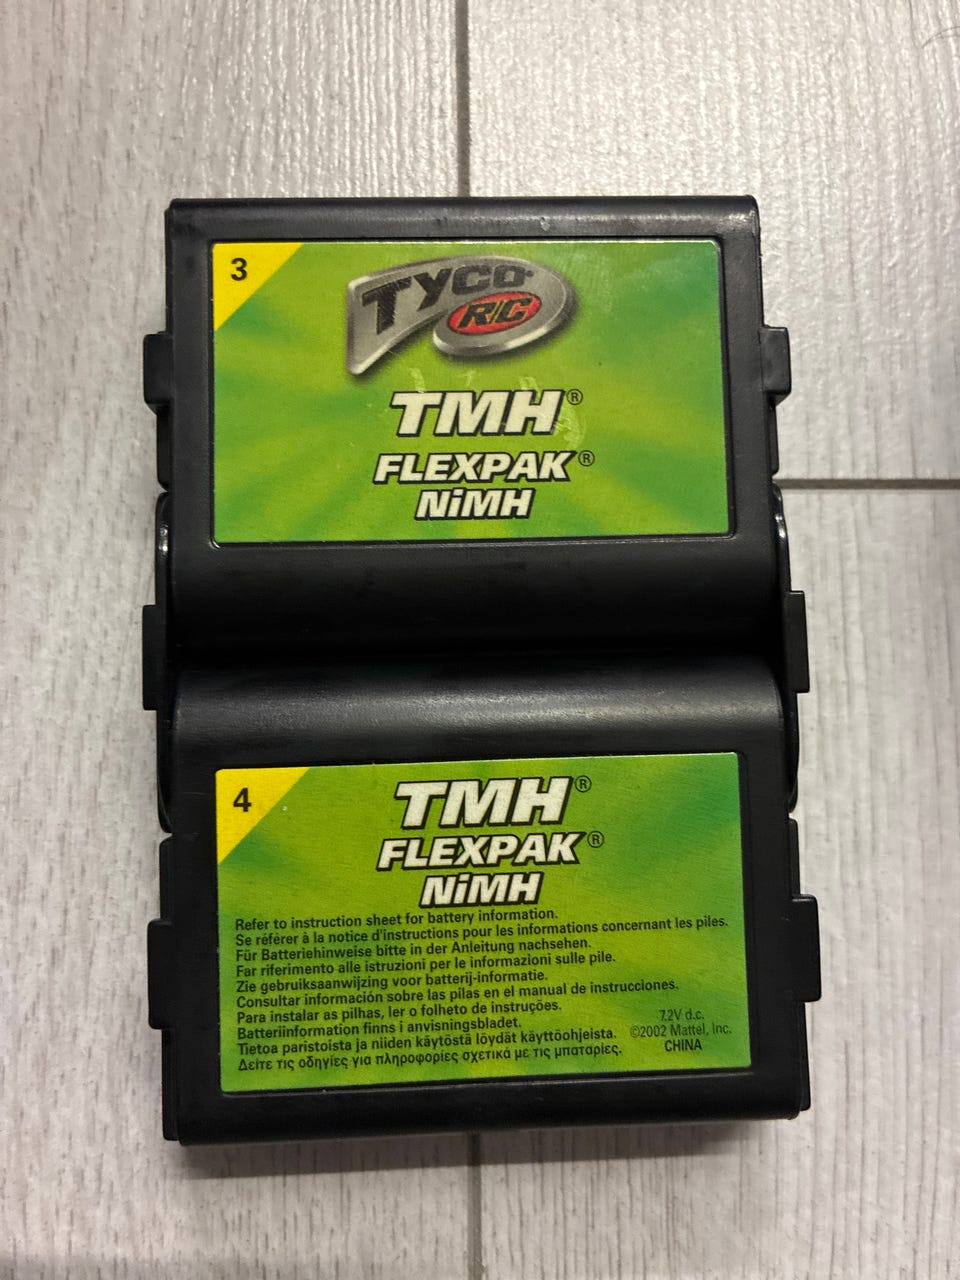 3
TYCO®
R/C
TMH®
FLEXPAK®
NiMH
4
TMH®
FLEXPAK®
NiMH
Refer to instruction sheet for battery information.
Se référer à la notice d'instructions pour les informations concernant les piles.
Für Batteriehinweise bitte in der Anleitung nachsehen.
Far riferimento alle istruzioni per le informazioni sulle pile.
Zie gebruiksaanwijzing voor batterij-informatie.
Consultar información sobre las pilas en el manual de instrucciones.
Para instalar as pilhas, ler o folheto de instruções.
Batteriinformation finns i anvisningsbladet.
Tietoa paristoista ja niiden käytöstä löydät käyttöohjeista.
Δείτε τις οδηγίες για πληροφορίες σχετικά με τις μπαταρίες.
7.2V d.c.
©2002 Mattel, Inc.
CHINA